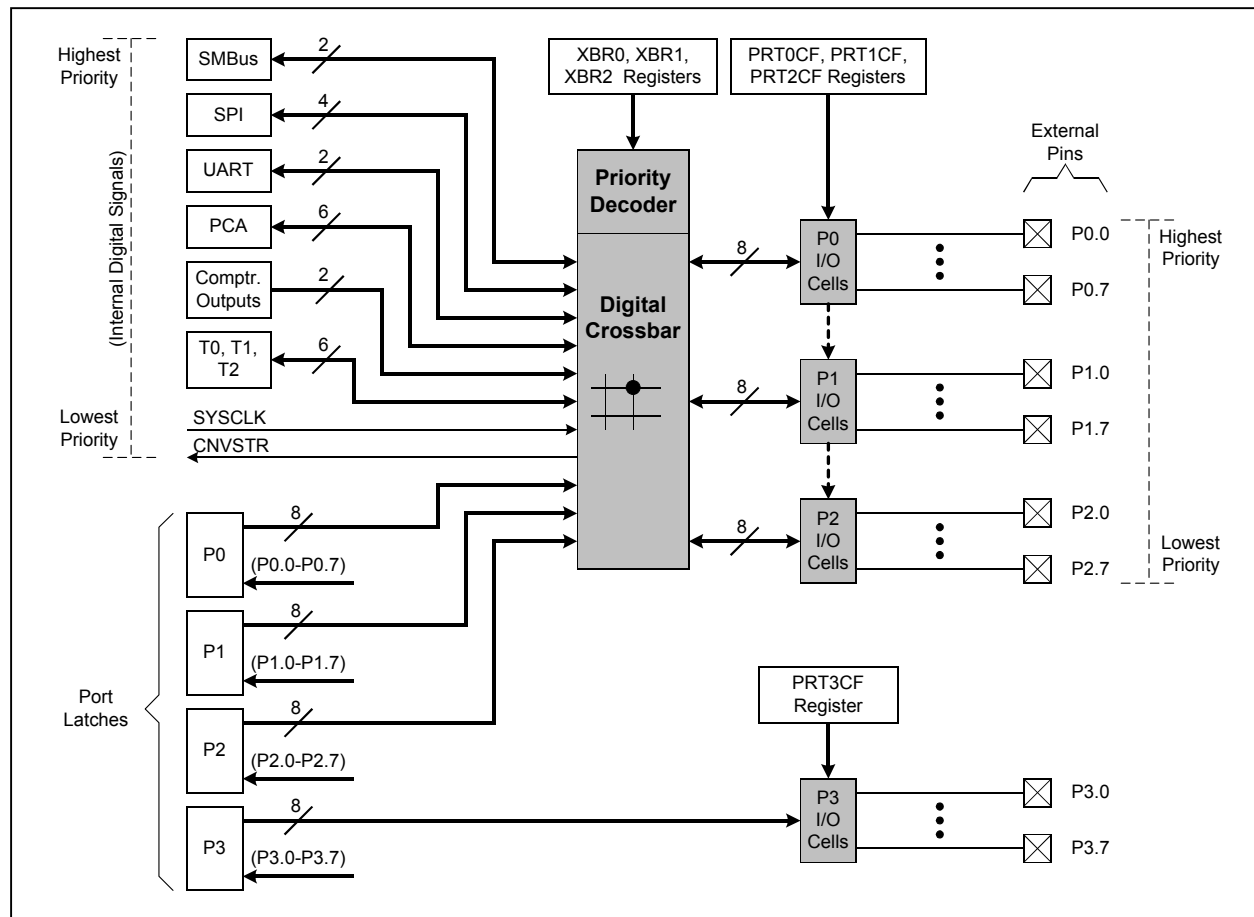 Highest
Priority
(Internal Digital Signals)
Lowest
Priority
SMBus
2
SPI
4
UART
2
PCA
6
Comptr.
Outputs
2
T0, T1,
T2
6
SYSCLK
CNVSTR
XBR0, XBR1,
XBR2 Registers
PRT0CF, PRT1CF,
PRT2CF Registers
Priority
Decoder
Digital
Crossbar
8
8
8
P0
I/O
Cells
P1
I/O
Cells
P2
I/O
Cells
External
Pins
P0.0
P0.7
P1.0
P1.7
P2.0
P2.7
Highest
Priority
Lowest
Priority
Port
Latches
P0
8
(P0.0-P0.7)
P1
8
(P1.0-P1.7)
P2
8
(P2.0-P2.7)
P3
8
(P3.0-P3.7)
PRT3CF
Register
P3
I/O
Cells
P3.0
P3.7